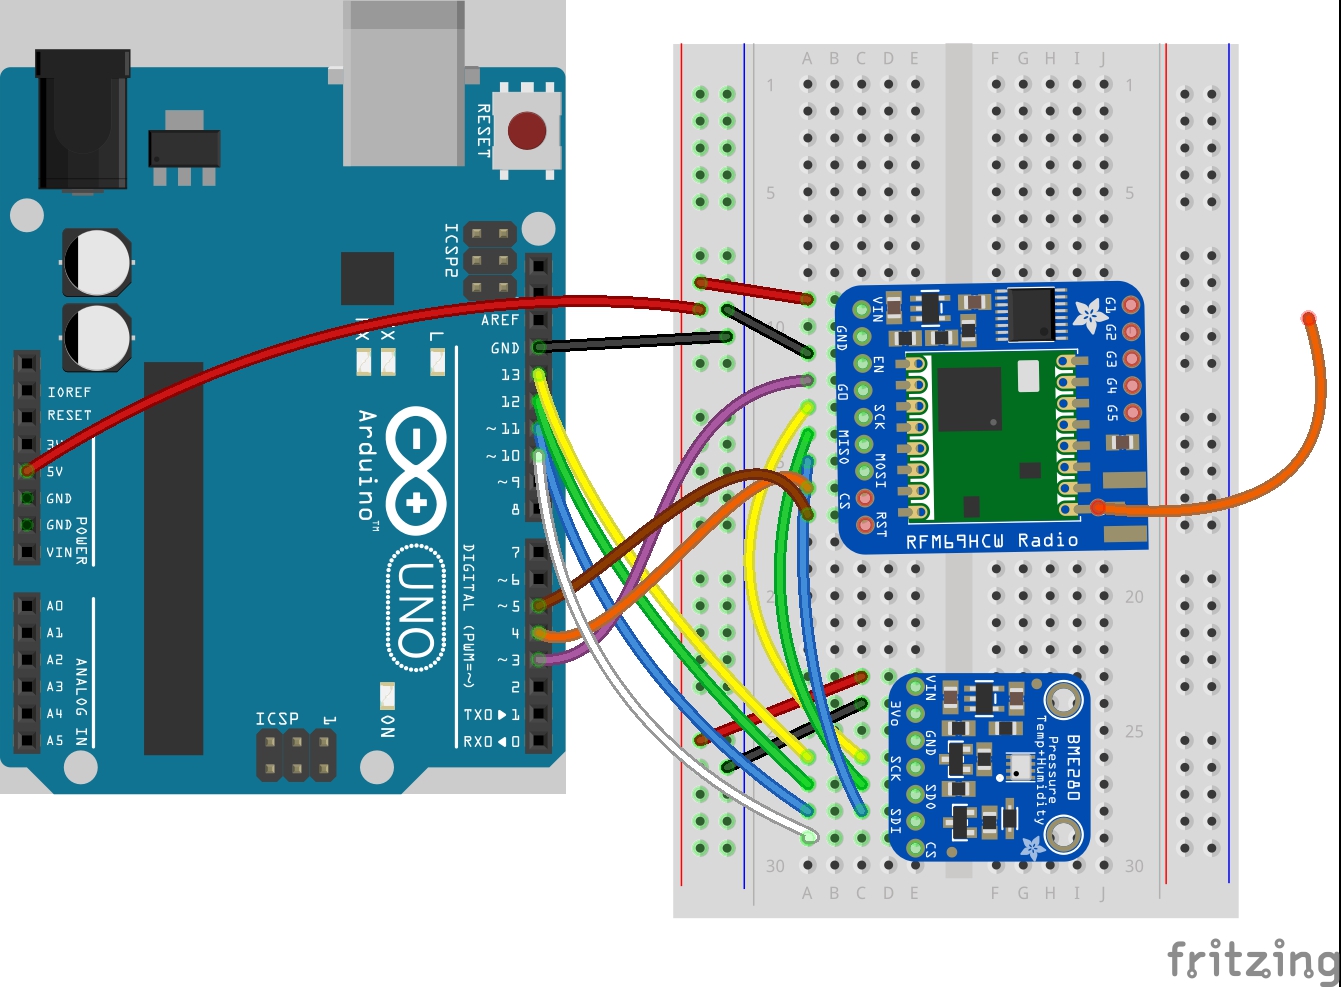 RESET
ICSP2
AREF
GND
13
12
~11
~10
~9
8
L
Arduino™
UNO
IOREF
RESET
3V
5V
GND
GND
VIN
POWER
DIGITAL (PWM=~)
7
~6
~5
4
~3
2
TX0▶1
RX0◀0
A0
A1
A2
A3
A4
A5
ANALOG IN
ICSP
1
ON
A B C D E F G H I J
1 1
5 5
10
20
25
30 30
A B C D E F G H I J
VIN
GND
EN
G0
SCK
MISO
MOSI
CS
RST
G1
G2
G3
G4
G5
RFM69HCW Radio
VIN
3Vo
GND
SCK
SDO
SDI
CS
BME280
Pressure
Temp+Humidity
fritzing